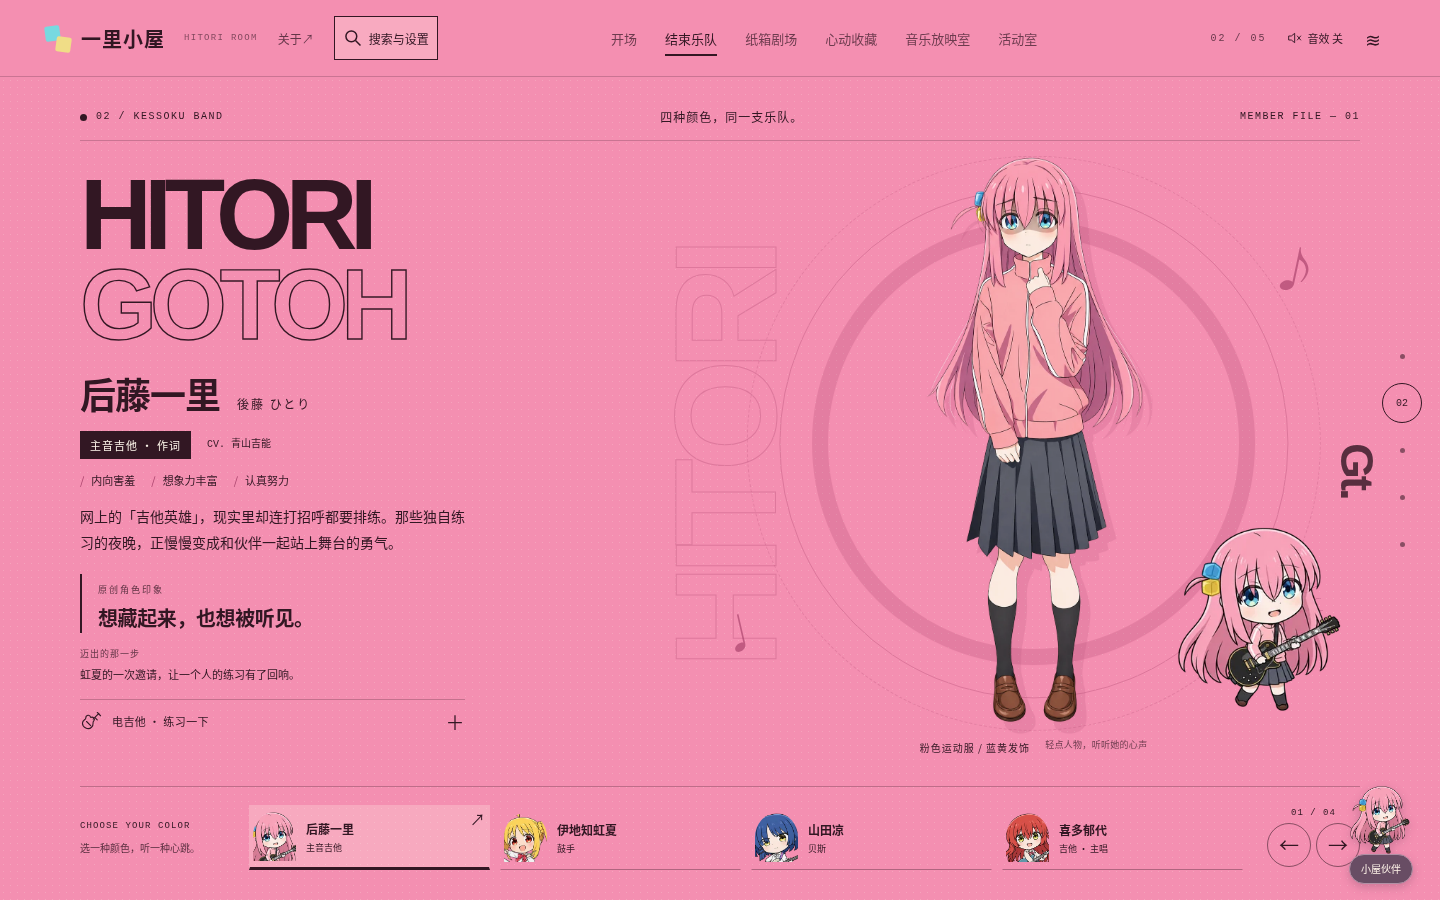 一里小屋
HITORI ROOM
关于↗
搜索与设置
开场
结束乐队
纸箱剧场
心动收藏
音乐放映室
活动室
02 / 05
音效 关
02 / KESSOKU BAND
四种颜色，同一支乐队。
MEMBER FILE — 01
HITORI
GOTOH
HITORI
后藤一里
後藤 ひとり
主音吉他 · 作词
CV. 青山吉能
/ 内向害羞
/ 想象力丰富
/ 认真努力
网上的「吉他英雄」，现实里却连打招呼都要排练。那些独自练
习的夜晚，正慢慢变成和伙伴一起站上舞台的勇气。
原创角色印象
想藏起来，也想被听见。
迈出的那一步
虹夏的一次邀请，让一个人的练习有了回响。
电吉他 · 练习一下
02
Gt.
粉色运动服 / 蓝黄发饰
轻点人物，听听她的心声
CHOOSE YOUR COLOR
选一种颜色，听一种心跳。
后藤一里
主音吉他
伊地知虹夏
鼓手
山田凉
贝斯
喜多郁代
吉他 · 主唱
01 / 04
小屋伙伴